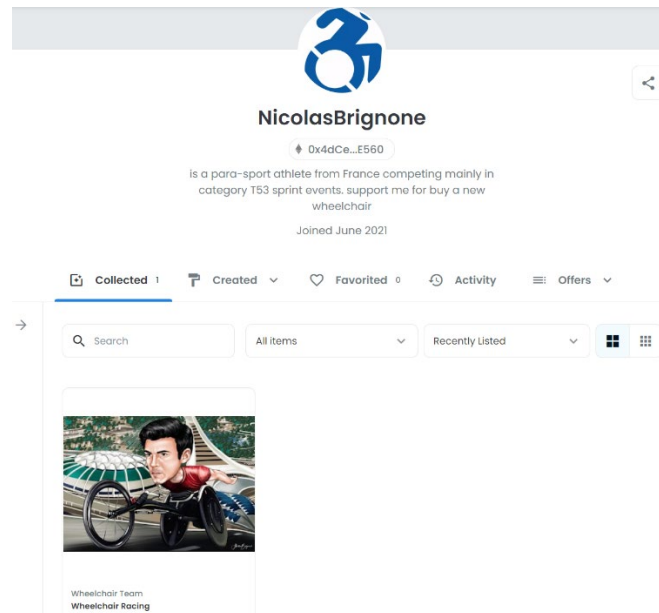 NicolasBrignone
0x4dCe...E560
is a para-sport athlete from France competing mainly in
category T53 sprint events. support me for buy a new
wheelchair
Joined June 2021
Collected 1 Created Favorited 0 Activity Offers
Search All items Recently Listed
Wheelchair Team
Wheelchair Racing